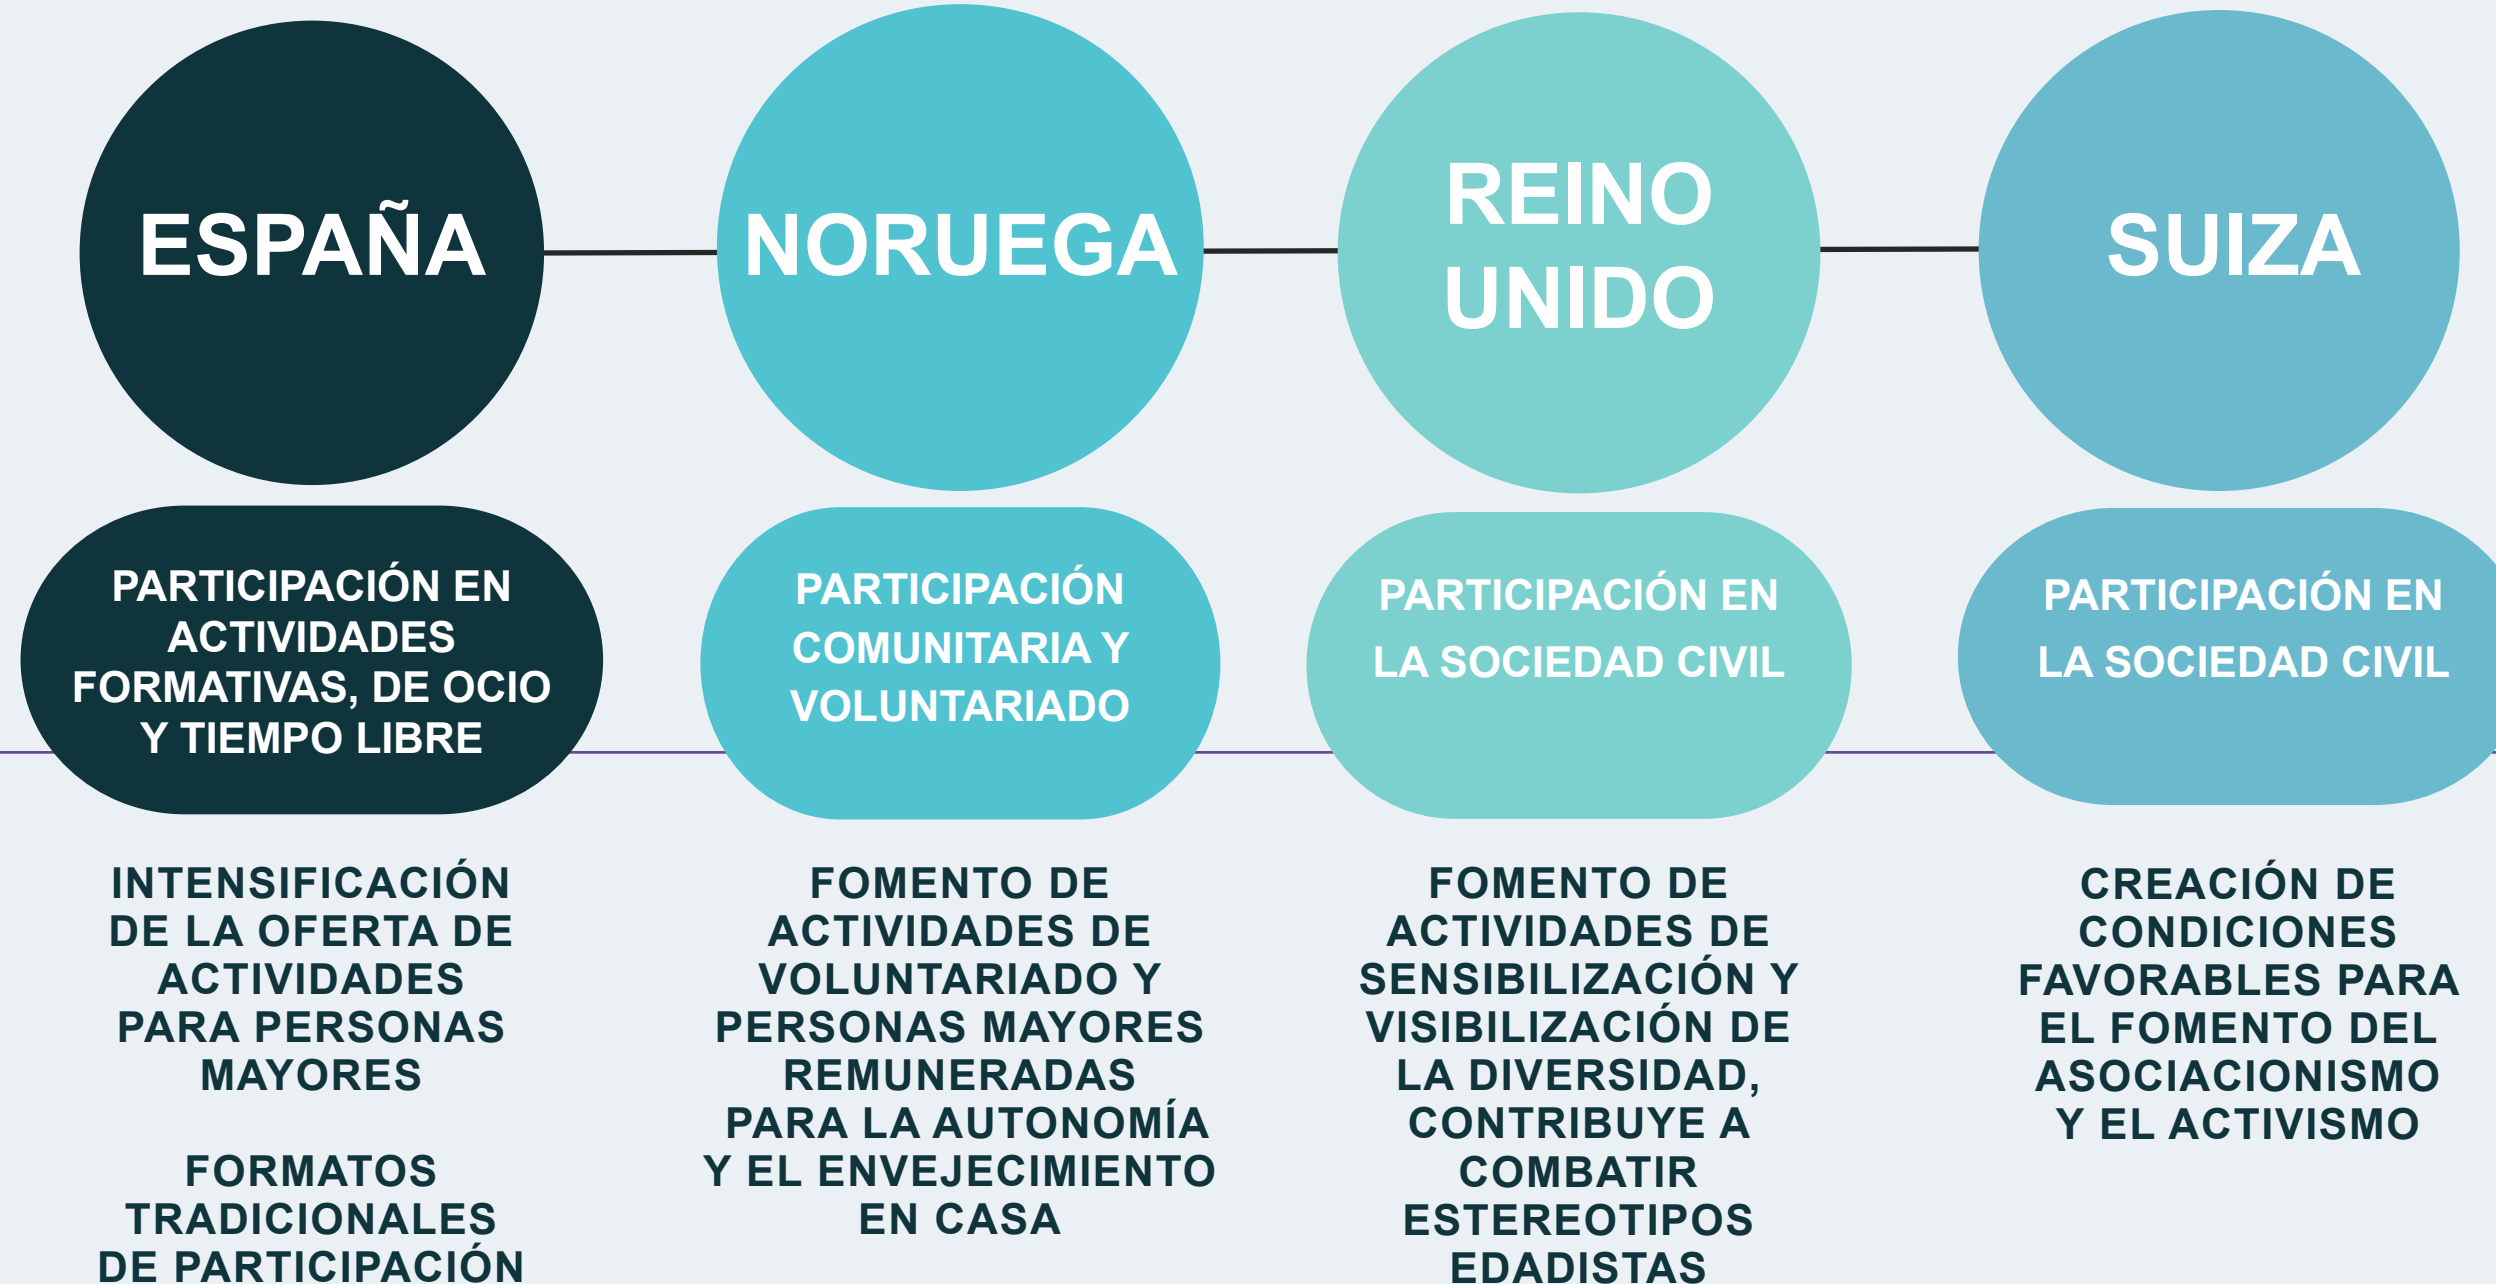 ESPAÑA
NORUEGA
REINO
UNIDO
SUIZA
PARTICIPACIÓN EN
ACTIVIDADES
FORMATIVAS, DE OCIO
Y TIEMPO LIBRE
PARTICIPACIÓN
COMUNITARIA Y
VOLUNTARIADO
PARTICIPACIÓN EN
LA SOCIEDAD CIVIL
PARTICIPACIÓN EN
LA SOCIEDAD CIVIL
INTENSIFICACIÓN
DE LA OFERTA DE
ACTIVIDADES
PARA PERSONAS
MAYORES
FORMATOS
TRADICIONALES
DE PARTICIPACIÓN
FOMENTO DE
ACTIVIDADES DE
VOLUNTARIADO Y
PERSONAS MAYORES
REMUNERADAS
PARA LA AUTONOMÍA
Y EL ENVEJECIMIENTO
EN CASA
FOMENTO DE
ACTIVIDADES DE
SENSIBILIZACIÓN Y
VISIBILIZACIÓN DE
LA DIVERSIDAD,
CONTRIBUYE A
COMBATIR
ESTEREOTIPOS
EDADISTAS
CREACIÓN DE
CONDICIONES
FAVORABLES PARA
EL FOMENTO DEL
ASOCIACIONISMO
Y EL ACTIVISMO